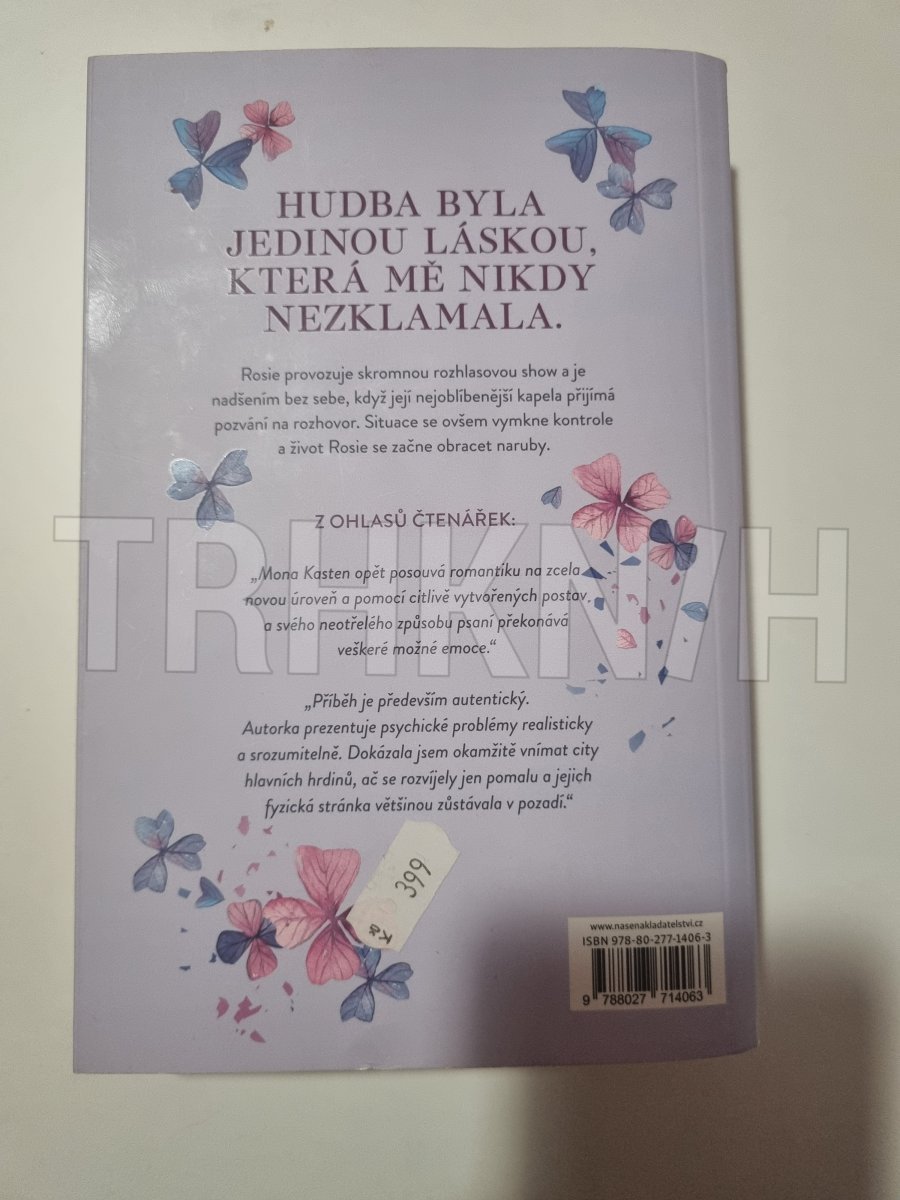 HUDBA BYLA
JEDINOU LÁSKOU,
KTERÁ MĚ NIKDY
NEZKLAMALA.
Rosie provozuje skromnou rozhlasovou show a je
nadšením bez sebe, když její nejoblíbenější kapela přijímá
pozvání na rozhovor. Situace se ovšem vymkne kontrole
a život Rosie se začne obracet naruby.
Z OHLASŮ ČTENÁŘEK:
TRHKNIH
„Mona Kasten opět posouvá romantiku na zcela
novou úroveň a pomocí citlivě vytvořených postav
a svého neotřelého způsobu psaní překonává
veškeré možné emoce.“
„Příběh je především autentický.
Autorka prezentuje psychické problémy realisticky
a srozumitelně. Dokázala jsem okamžitě vnímat city
hlavních hrdinů, ač se rozvíjely jen pomalu a jejich
fyzická stránka většinou zůstávala v pozadí.“
399
www.nasenakladatelstvi.cz
ISBN 978-80-277-1406-3
9 788027 714063